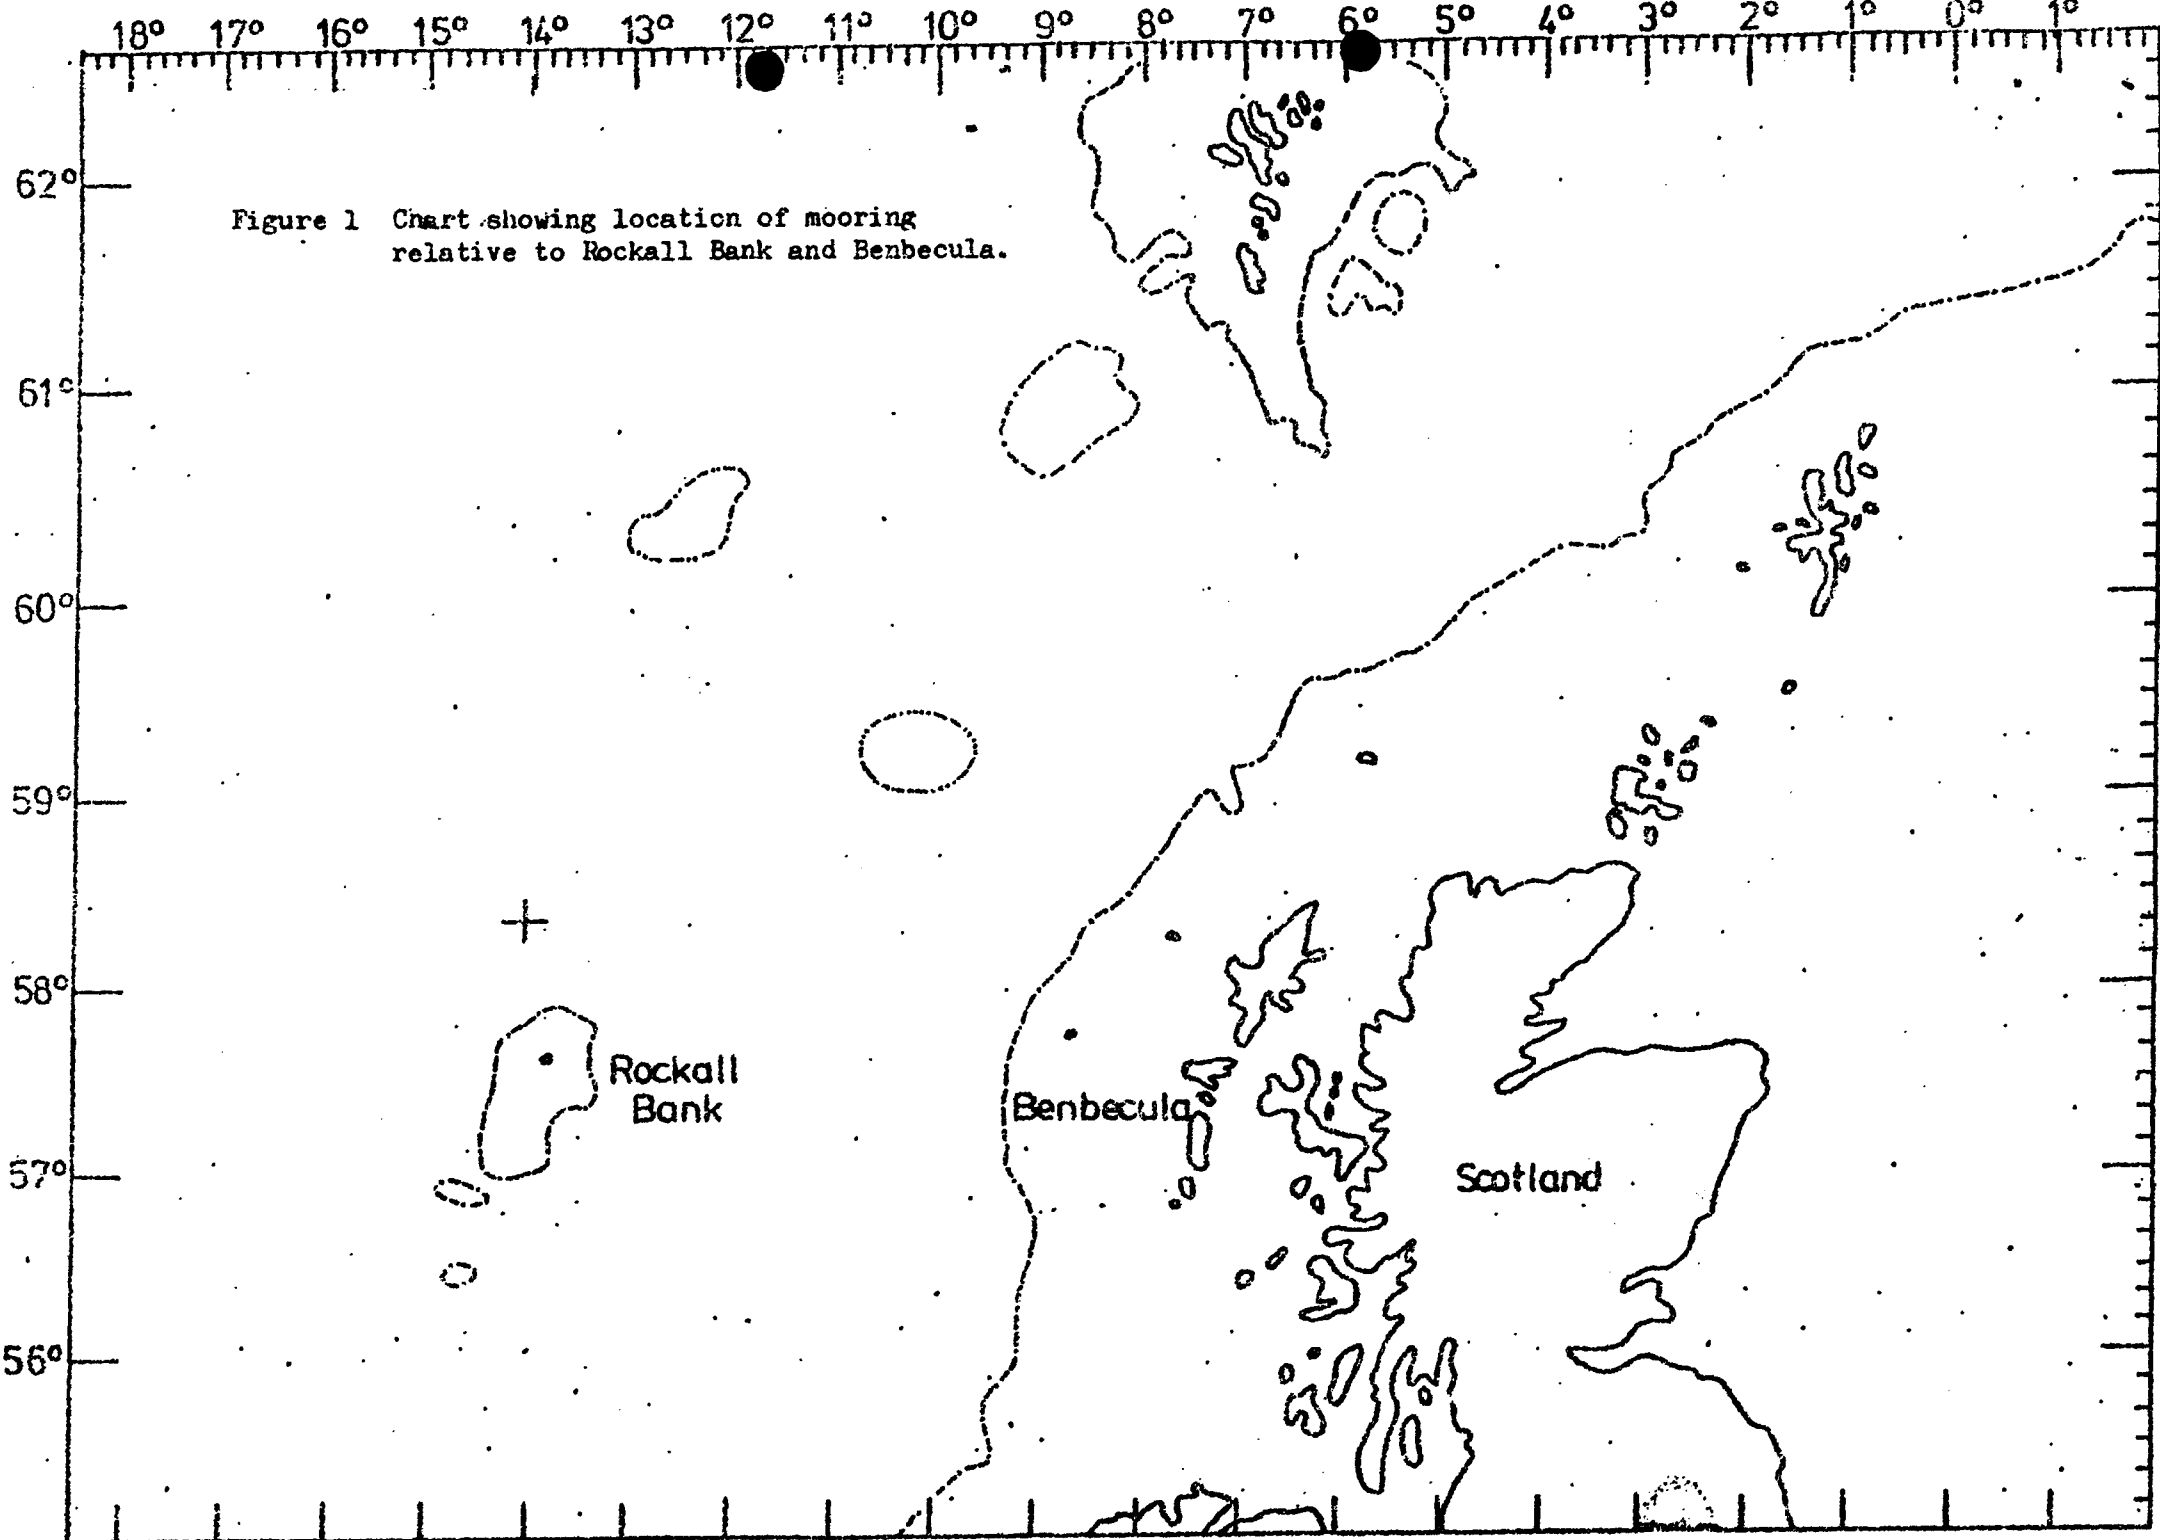 18° 17° 16° 15° 14° 13° 12° 11° 10° 9° 8° 7° 6° 5° 4° 3° 2° 1° 0° 1°
62°
Figure 1 Chart showing location of mooring
relative to Rockall Bank and Benbecula.
61°
60°
59°
58°
Rockall
Bank
Benbecula
57°
Scotland
56°